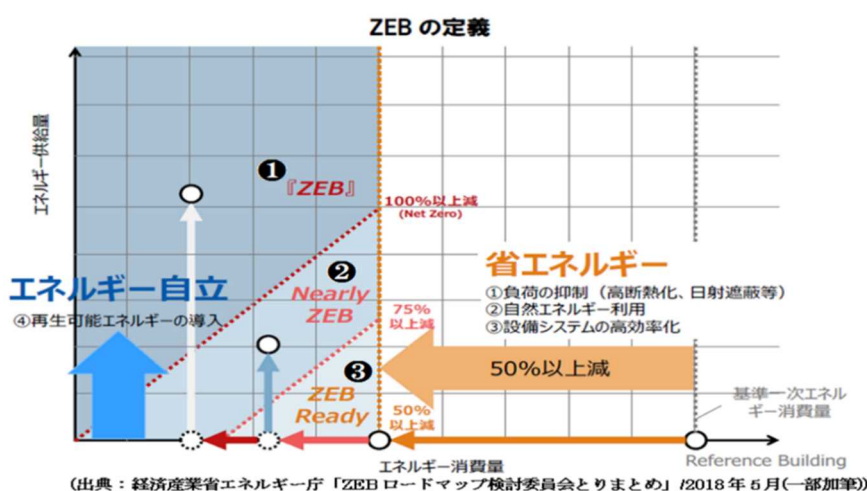 ZEB の定義
エネルギー供給量
❶
『ZEB』
100%以上減
(Net Zero)
省エネルギー
①負荷の抑制（高断熱化、日射遮蔽等）
②自然エネルギー利用
③設備システムの高効率化
エネルギー自立
④再生可能エネルギーの導入
❷
Nearly
ZEB
75%
以上減
❸
ZEB
Ready
50%
以上減
50%以上減
基準一次エネル
ギー消費量
エネルギー消費量
Reference Building
(出典：経済産業省エネルギー庁「ZEB ロードマップ検討委員会とりまとめ」/2018 年 5 月(一部加筆)